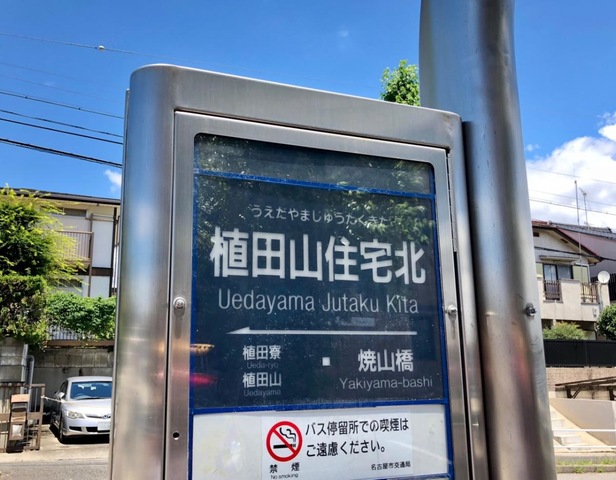 うえだやまじゅうたくきた
植田山住宅北
Uedayama Jutaku Kita
植田寮
Ueda-ryo
植田山
Uedayama
焼山橋
Yakiyama-bashi
禁煙
No smoking
バス停留所での喫煙は
ご遠慮ください。
名古屋市交通局